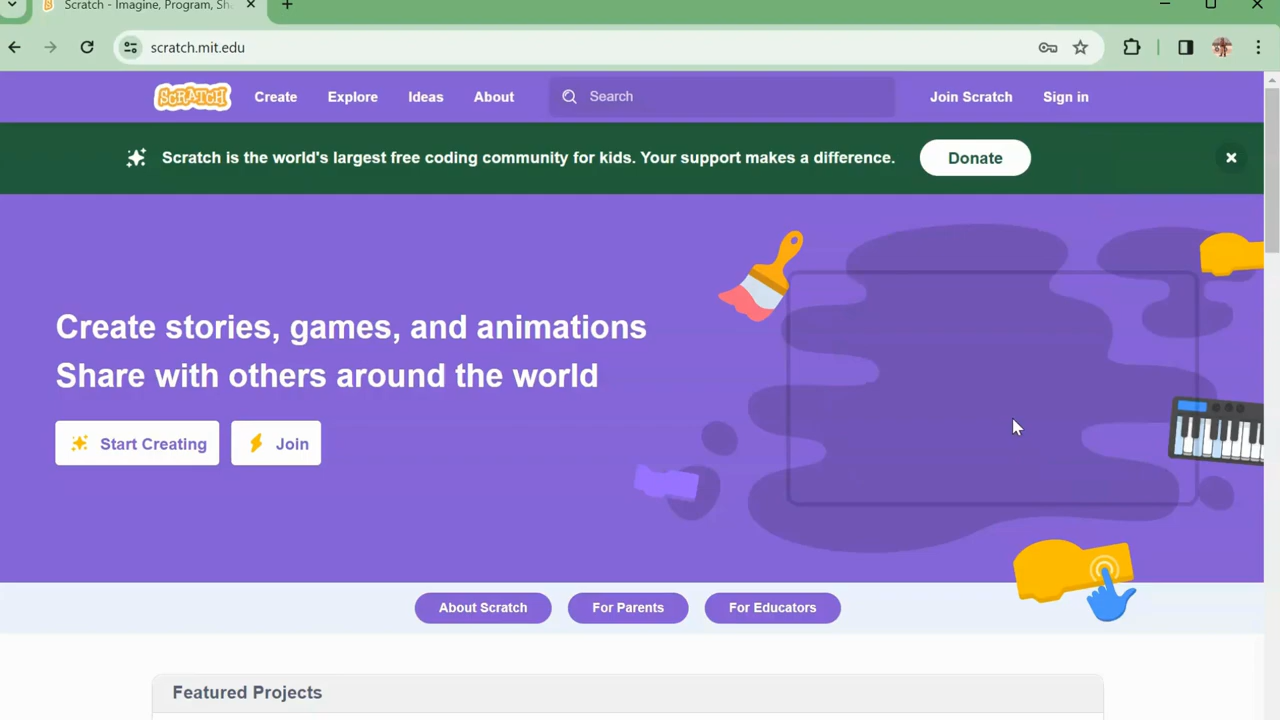 Scratch - Imagine, Program, Sh
scratch.mit.edu
SCRATCH
Create
Explore
Ideas
About
Search
Join Scratch
Sign in
Scratch is the world's largest free coding community for kids. Your support makes a difference.
Donate
Create stories, games, and animations
Share with others around the world
Start Creating
Join
About Scratch
For Parents
For Educators
Featured Projects